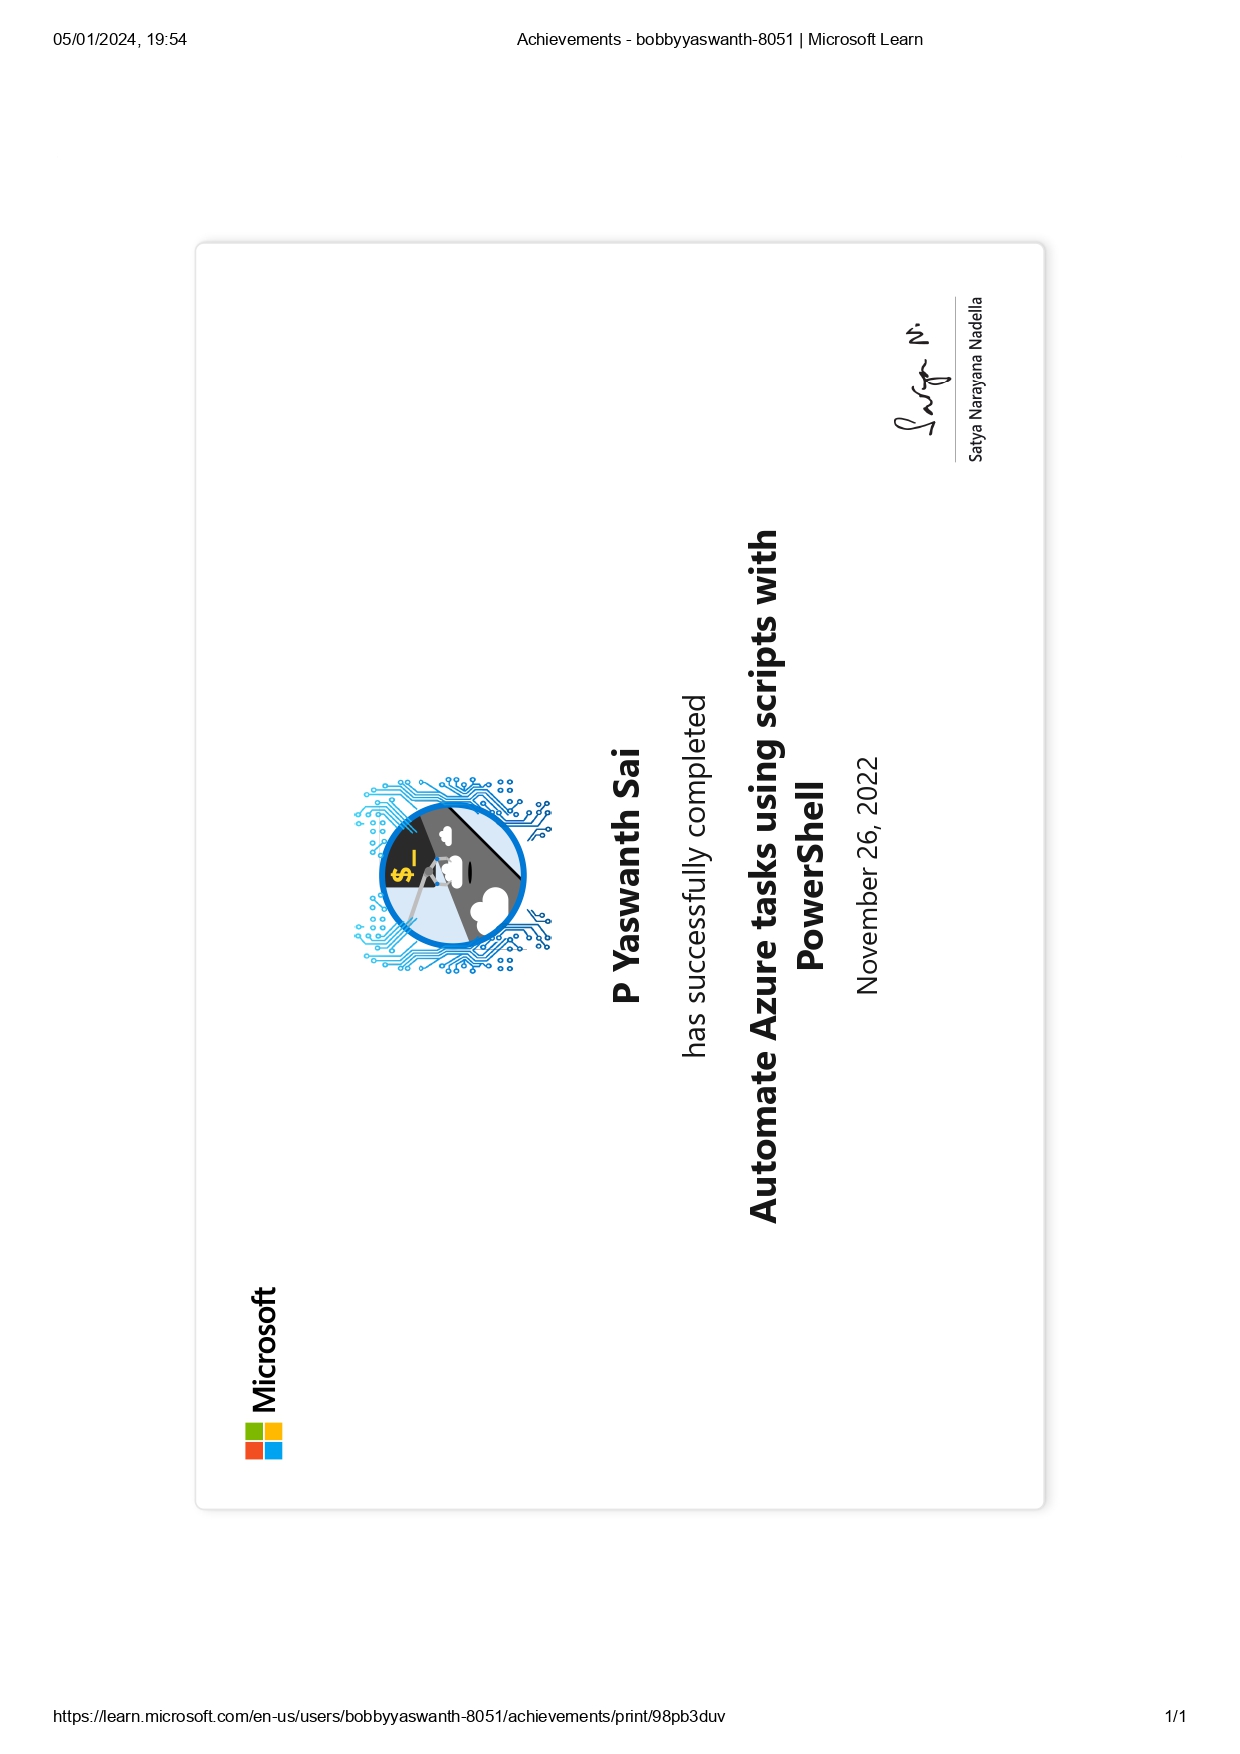 05/01/2024, 19:54
Achievements - bobbyyaswanth-8051 | Microsoft Learn
Microsoft
$_
P Yaswanth Sai
has successfully completed
Automate Azure tasks using scripts with
PowerShell
November 26, 2022
Satya N.
Satya Narayana Nadella
https://learn.microsoft.com/en-us/users/bobbyyaswanth-8051/achievements/print/98pb3duv
1/1